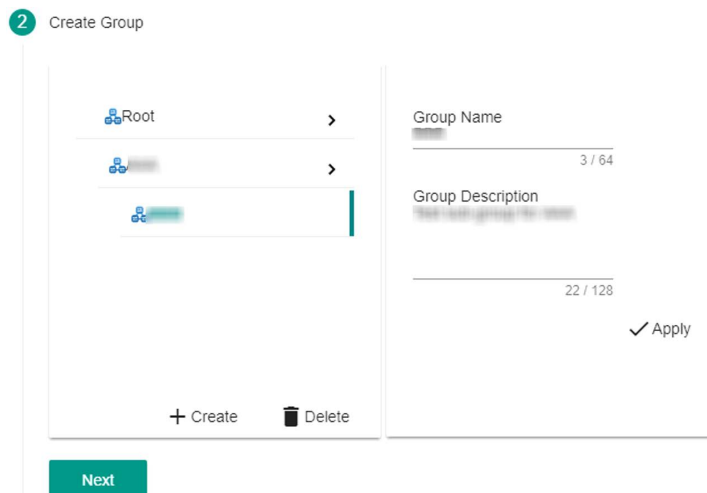 2 Create Group
Root
Group Name
3 / 64
Group Description
22 / 128
Apply
Create
Delete
Next